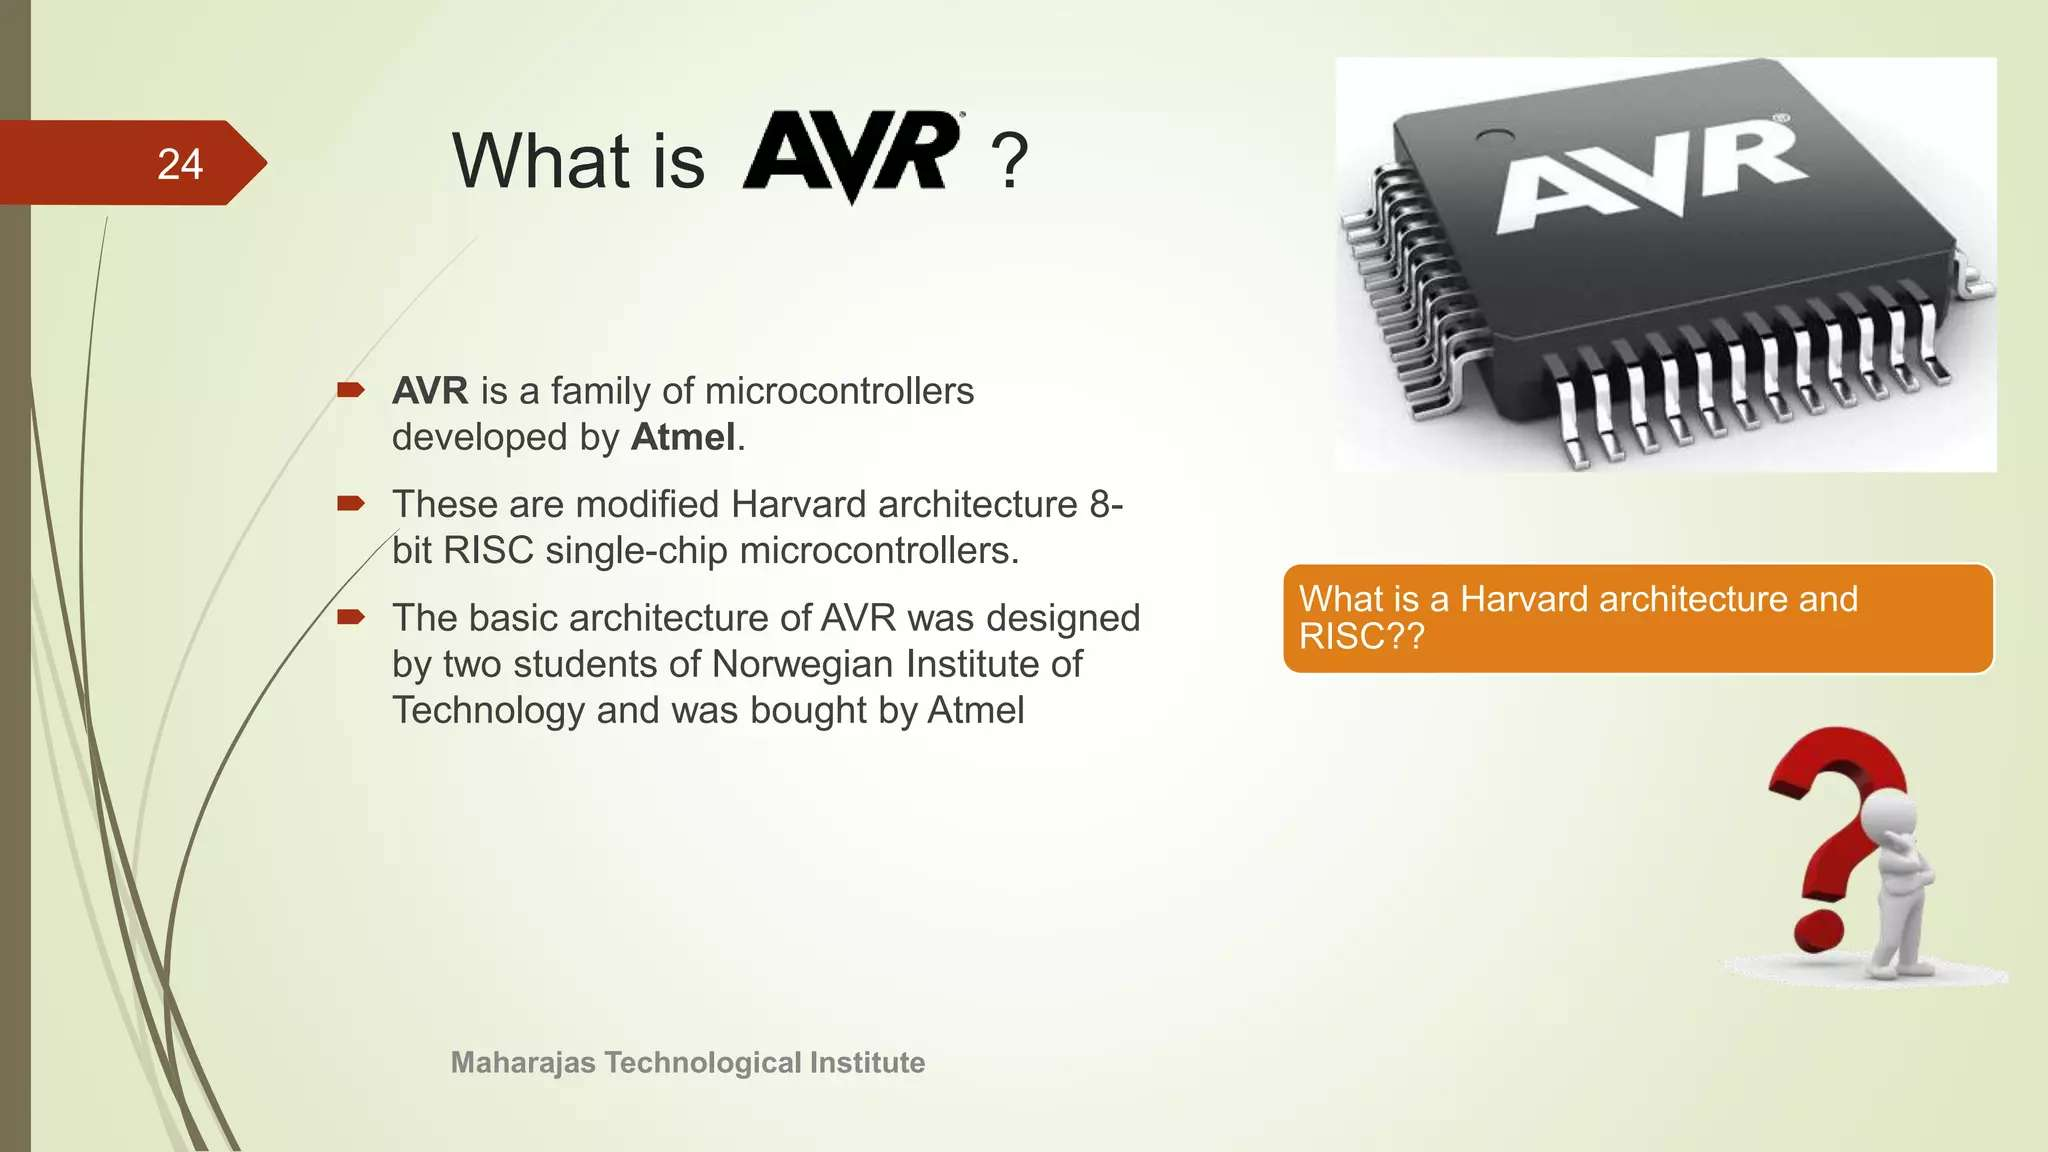 24
What is AVR® ?
AVR®
AVR is a family of microcontrollers
developed by Atmel.
These are modified Harvard architecture 8-
bit RISC single-chip microcontrollers.
The basic architecture of AVR was designed
by two students of Norwegian Institute of
Technology and was bought by Atmel
What is a Harvard architecture and
RISC??
Maharajas Technological Institute